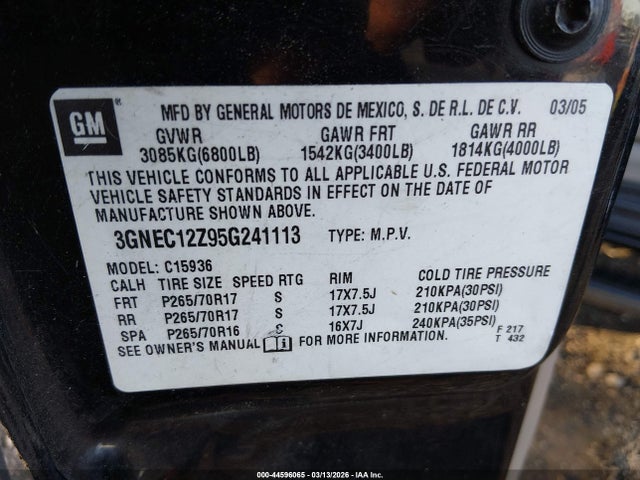 GM ® MFD BY GENERAL MOTORS DE MEXICO, S. DE R.L. DE C.V. 03/05
GVWR GAWR FRT GAWR RR
3085KG(6800LB) 1542KG(3400LB) 1814KG(4000LB)
THIS VEHICLE CONFORMS TO ALL APPLICABLE U.S. FEDERAL MOTOR
VEHICLE SAFETY STANDARDS IN EFFECT ON THE DATE OF
MANUFACTURE SHOWN ABOVE.
3GNEC12Z95G241113 TYPE: M.P.V.
MODEL: C15936
CALH TIRE SIZE SPEED RTG RIM COLD TIRE PRESSURE
FRT P265/70R17 S 17X7.5J 210KPA(30PSI)
RR P265/70R17 S 17X7.5J 210KPA(30PSI)
SPA P265/70R16 S 16X7J 240KPA(35PSI) F 217
SEE OWNER'S MANUAL FOR MORE INFORMATION. T 432
000-44596065 - 03/13/2026 - IAA Inc.